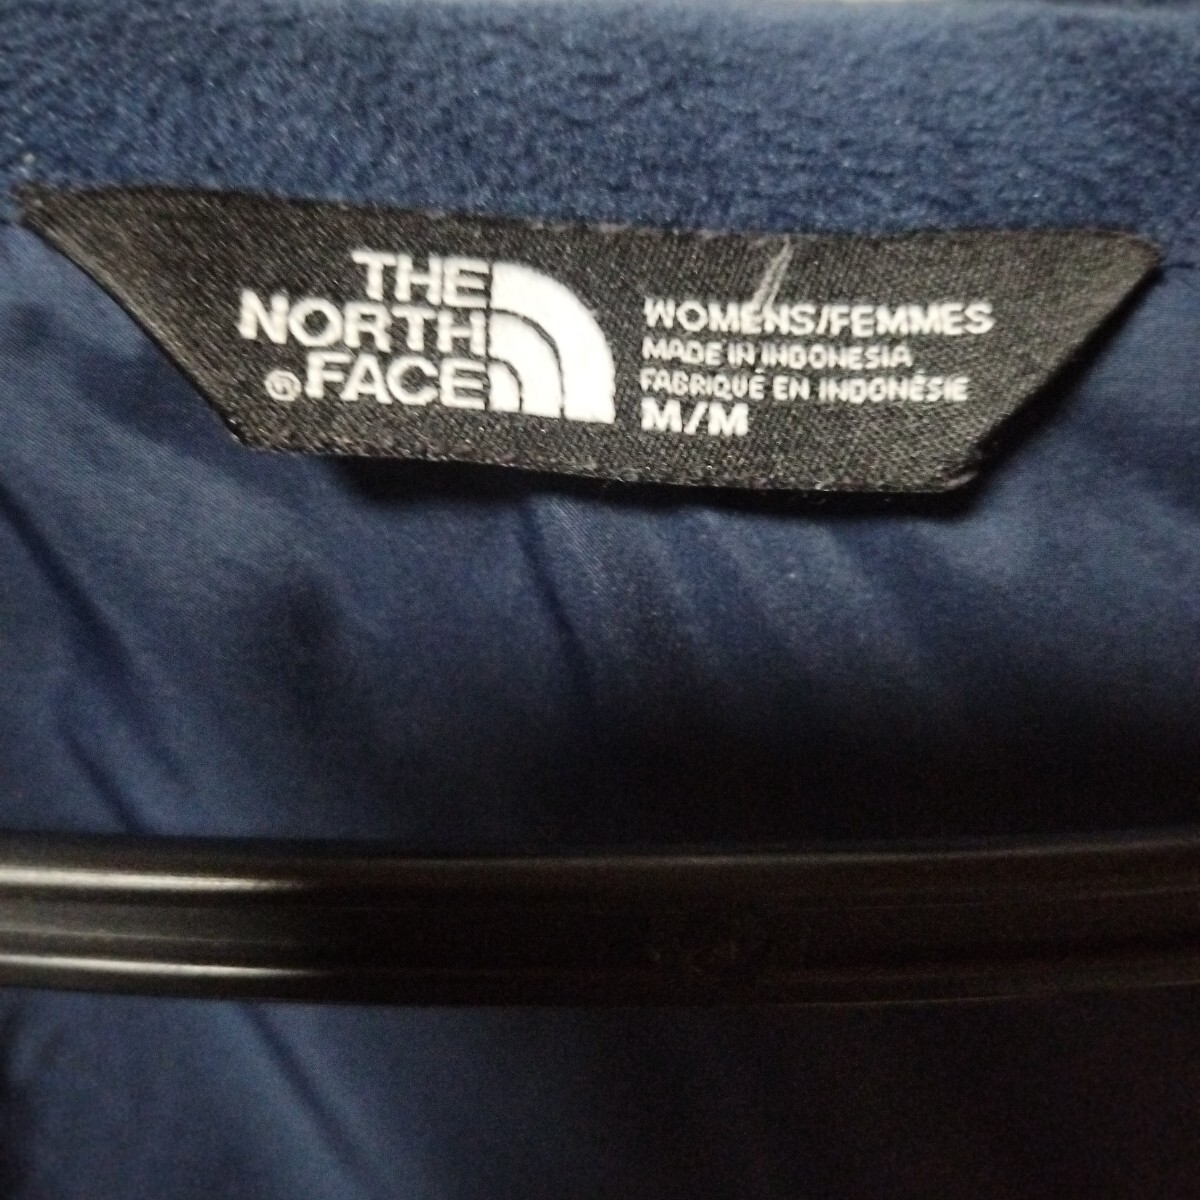 THE
NORTH
®FACE
WOMENS/FEMMES
MADE IN INDONESIA
FABRIQUÉ EN INDONÉSIE
M/M